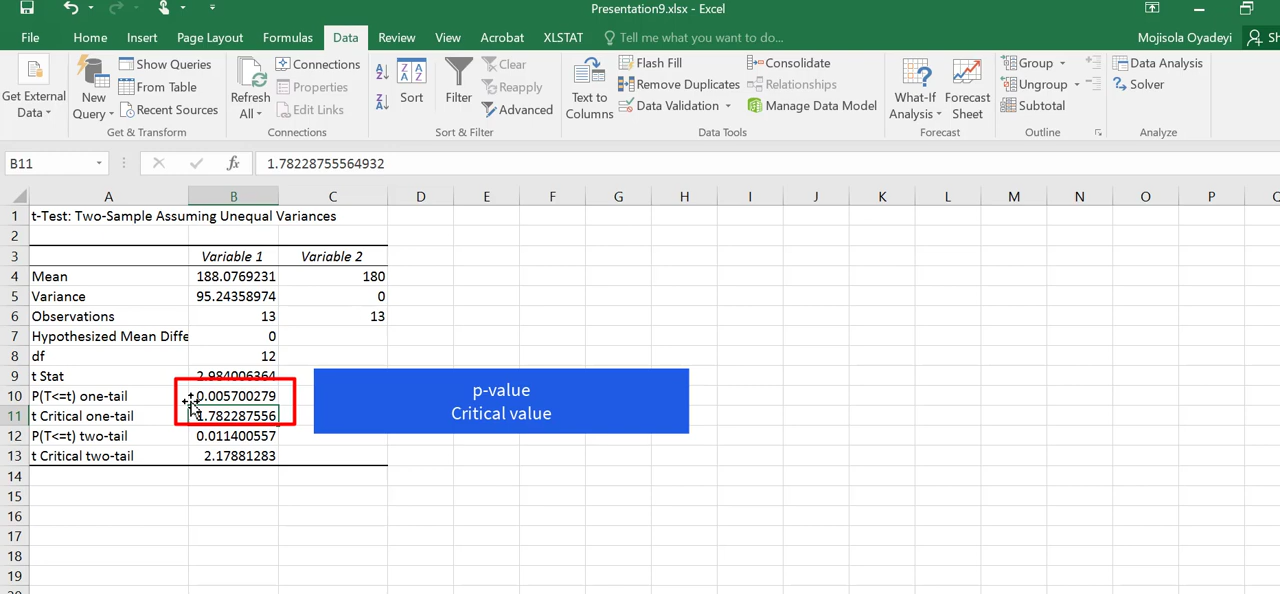 Presentation9.xlsx - Excel
File Home Insert Page Layout Formulas Data Review View Acrobat XLSTAT Tell me what you want to do... Mojisola Oyadeyi
Get External Data
New Query
Show Queries
From Table
Recent Sources
Get & Transform
Refresh All
Connections
Properties
Edit Links
Connections
Sort
Filter
Clear
Reapply
Advanced
Sort & Filter
Text to Columns
Flash Fill
Remove Duplicates
Data Validation
Consolidate
Relationships
Manage Data Model
Data Tools
What-If Analysis
Forecast Sheet
Forecast
Group
Ungroup
Subtotal
Outline
Data Analysis
Solver
Analyze
B11 fx 1.78228755564932
A B C D E F G H I J K L M N O P
1 t-Test: Two-Sample Assuming Unequal Variances
2
3 Variable 1 Variable 2
4 Mean 188.0769231 180
5 Variance 95.24358974 0
6 Observations 13 13
7 Hypothesized Mean Diffe 0
8 df 12
9 t Stat 2.984006364
10 P(T<=t) one-tail 0.005700279
11 t Critical one-tail 1.782287556
12 P(T<=t) two-tail 0.011400557
13 t Critical two-tail 2.17881283
14
15
16
17
18
19
p-value
Critical value